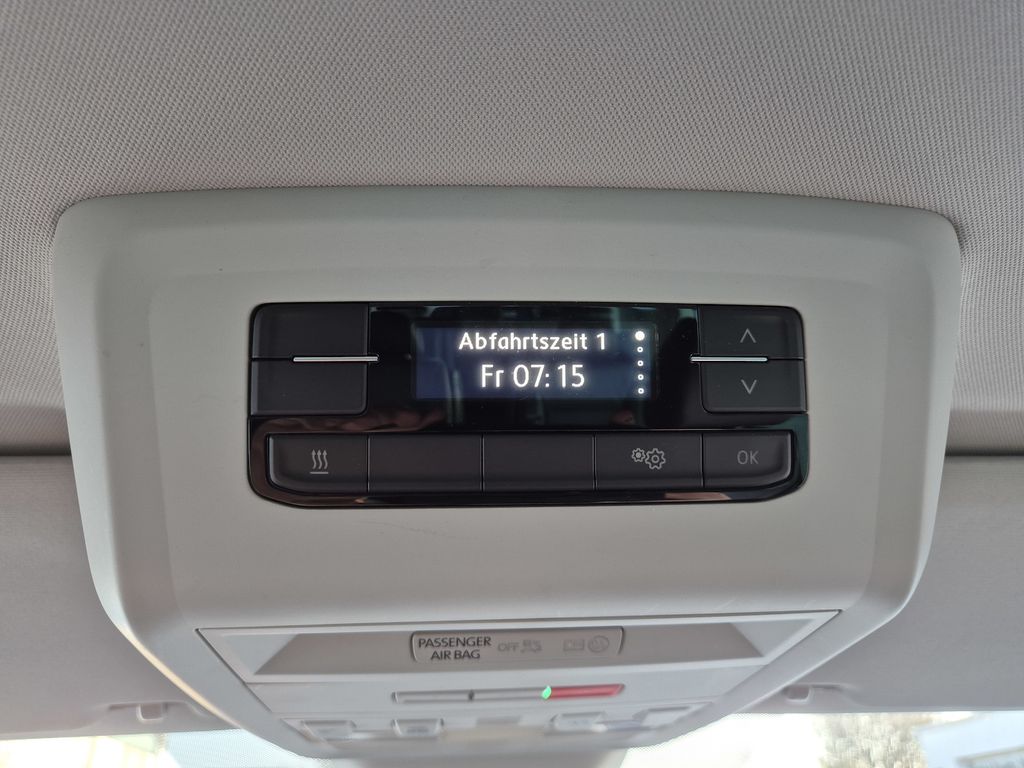 Abfahrtszeit 1
Fr 07:15
OK
PASSENGER
AIR BAG
OFF